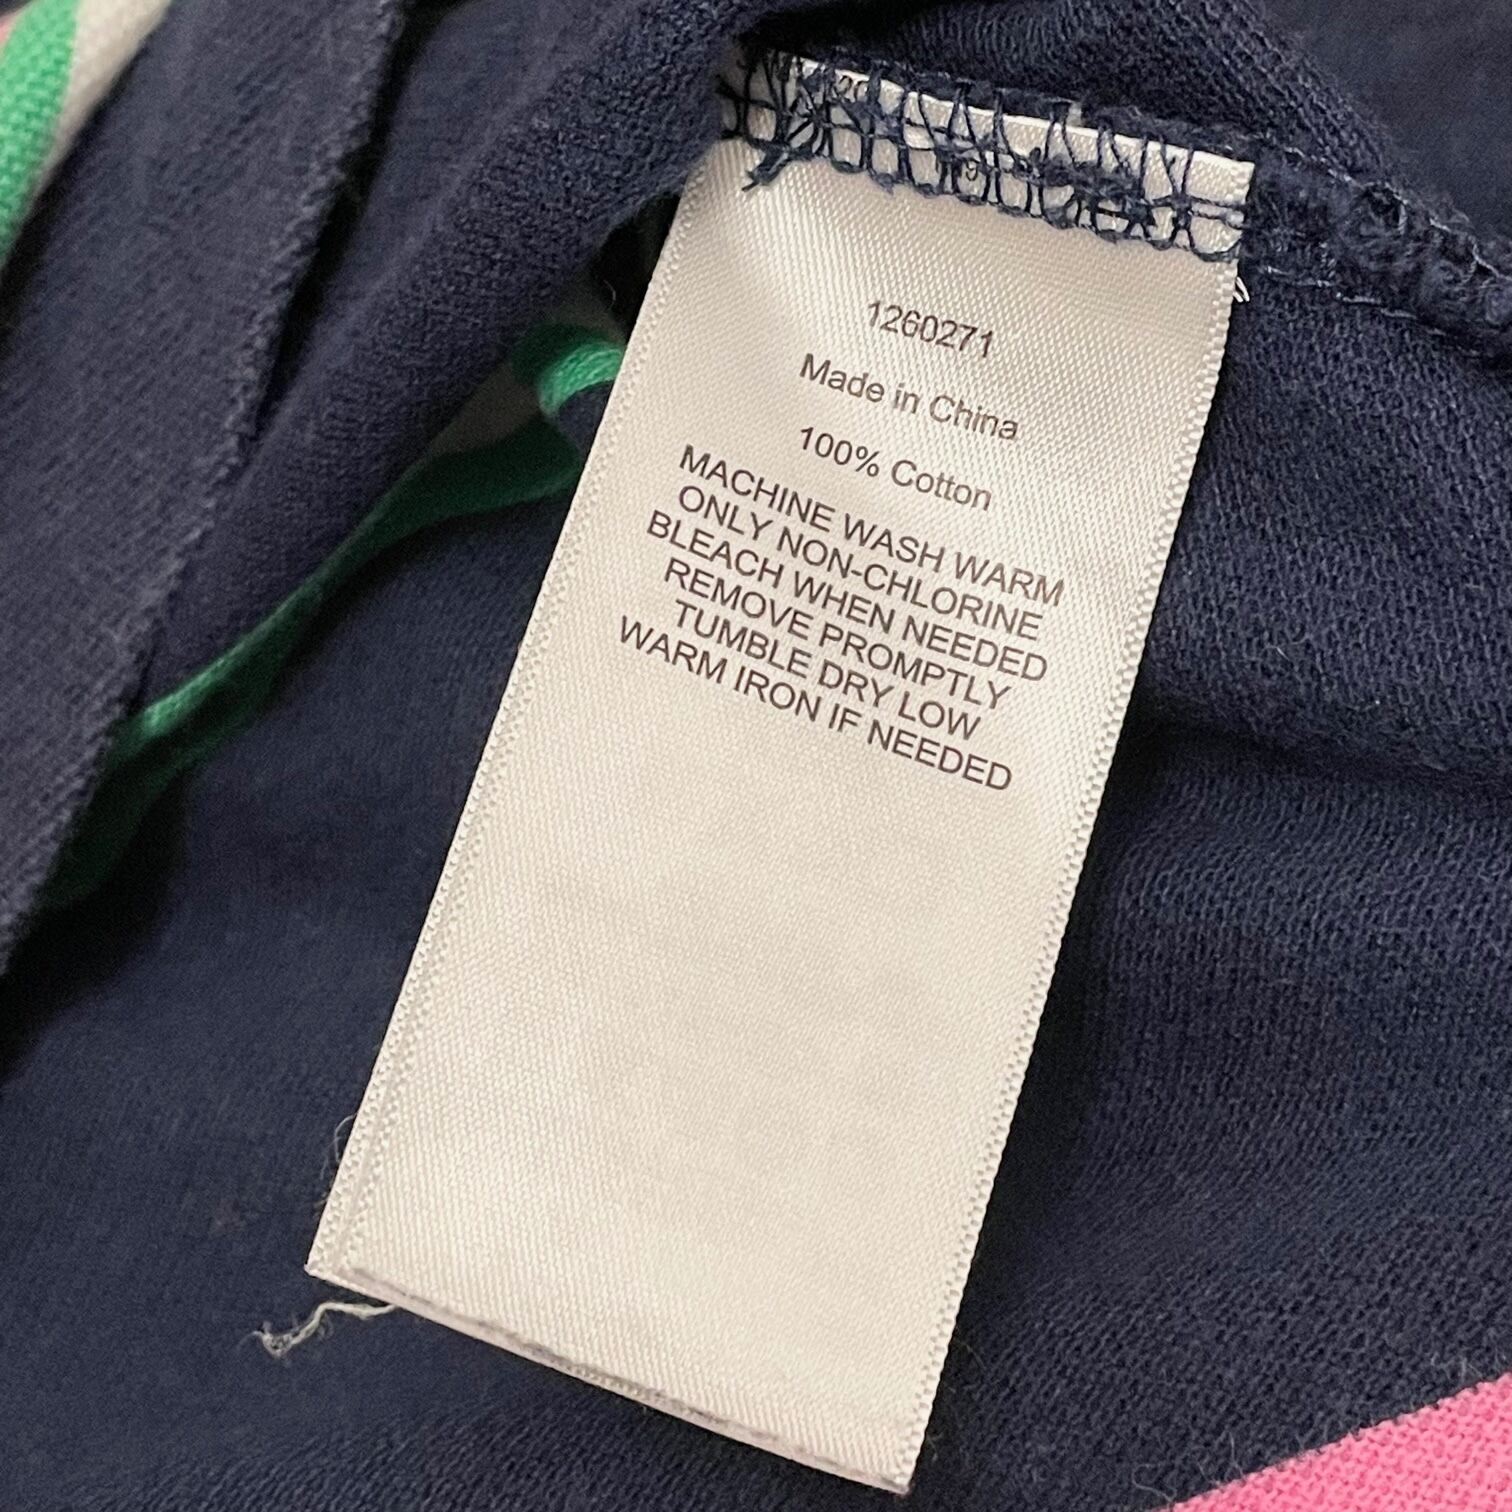 1260271
Made in China
100% Cotton
MACHINE WASH WARM
ONLY NON-CHLORINE
BLEACH WHEN NEEDED
REMOVE PROMPTLY
TUMBLE DRY LOW
WARM IRON IF NEEDED